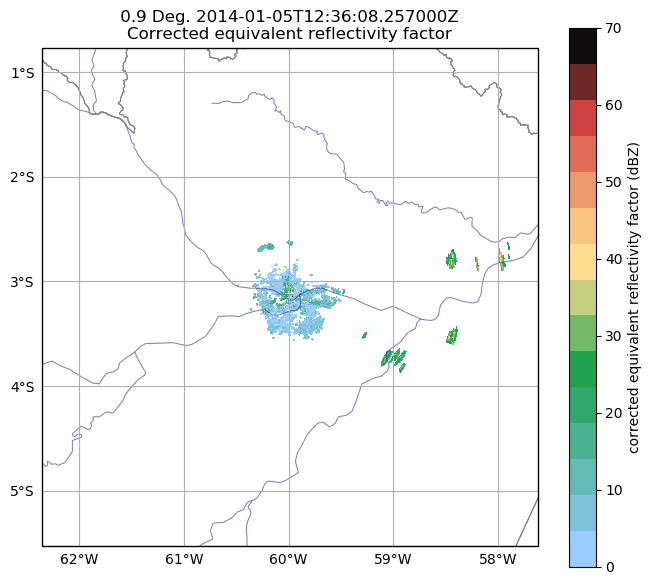 0.9 Deg. 2014-01-05T12:36:08.257000Z
Corrected equivalent reflectivity factor
1°S
2°S
3°S
4°S
5°S
62°W
61°W
60°W
59°W
58°W
70
60
50
40
30
20
10
0
corrected equivalent reflectivity factor (dBZ)